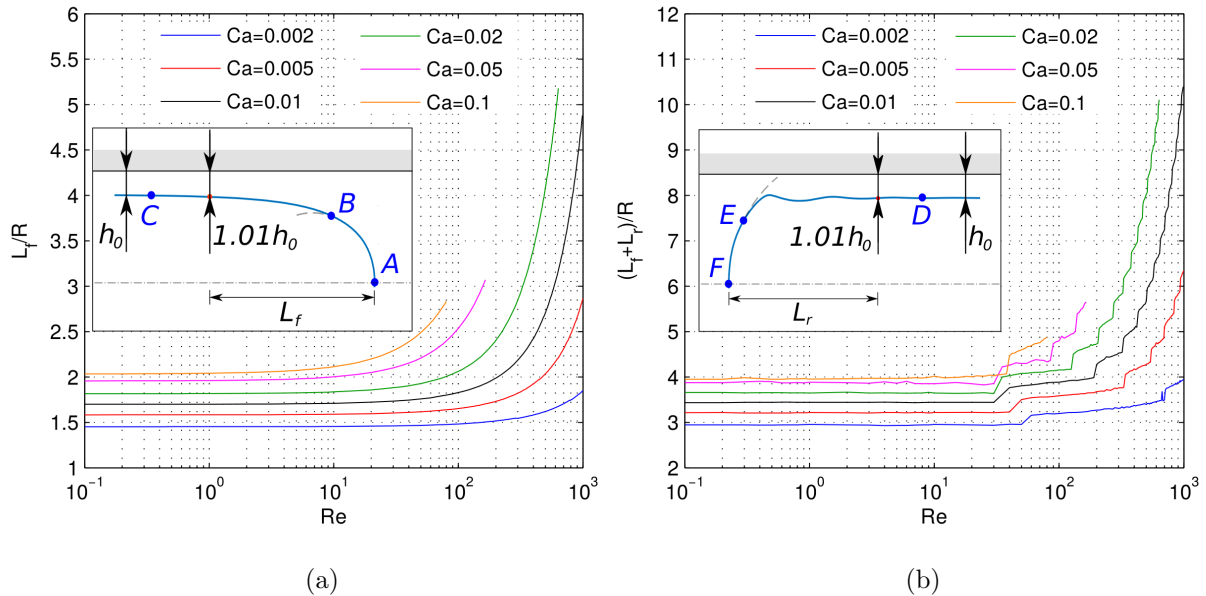 6
5.5
5
4.5
4
3.5
3
2.5
2
1.5
1
L_f/R
10^-1
10^0
10^1
10^2
10^3
Re
Ca=0.002
Ca=0.005
Ca=0.01
Ca=0.02
Ca=0.05
Ca=0.1
C
B
A
h_0
1.01h_0
L_f
(a)
12
11
10
9
8
7
6
5
4
3
2
(L_f+L_r)/R
10^-1
10^0
10^1
10^2
10^3
Re
Ca=0.002
Ca=0.005
Ca=0.01
Ca=0.02
Ca=0.05
Ca=0.1
E
D
F
1.01h_0
h_0
L_r
(b)